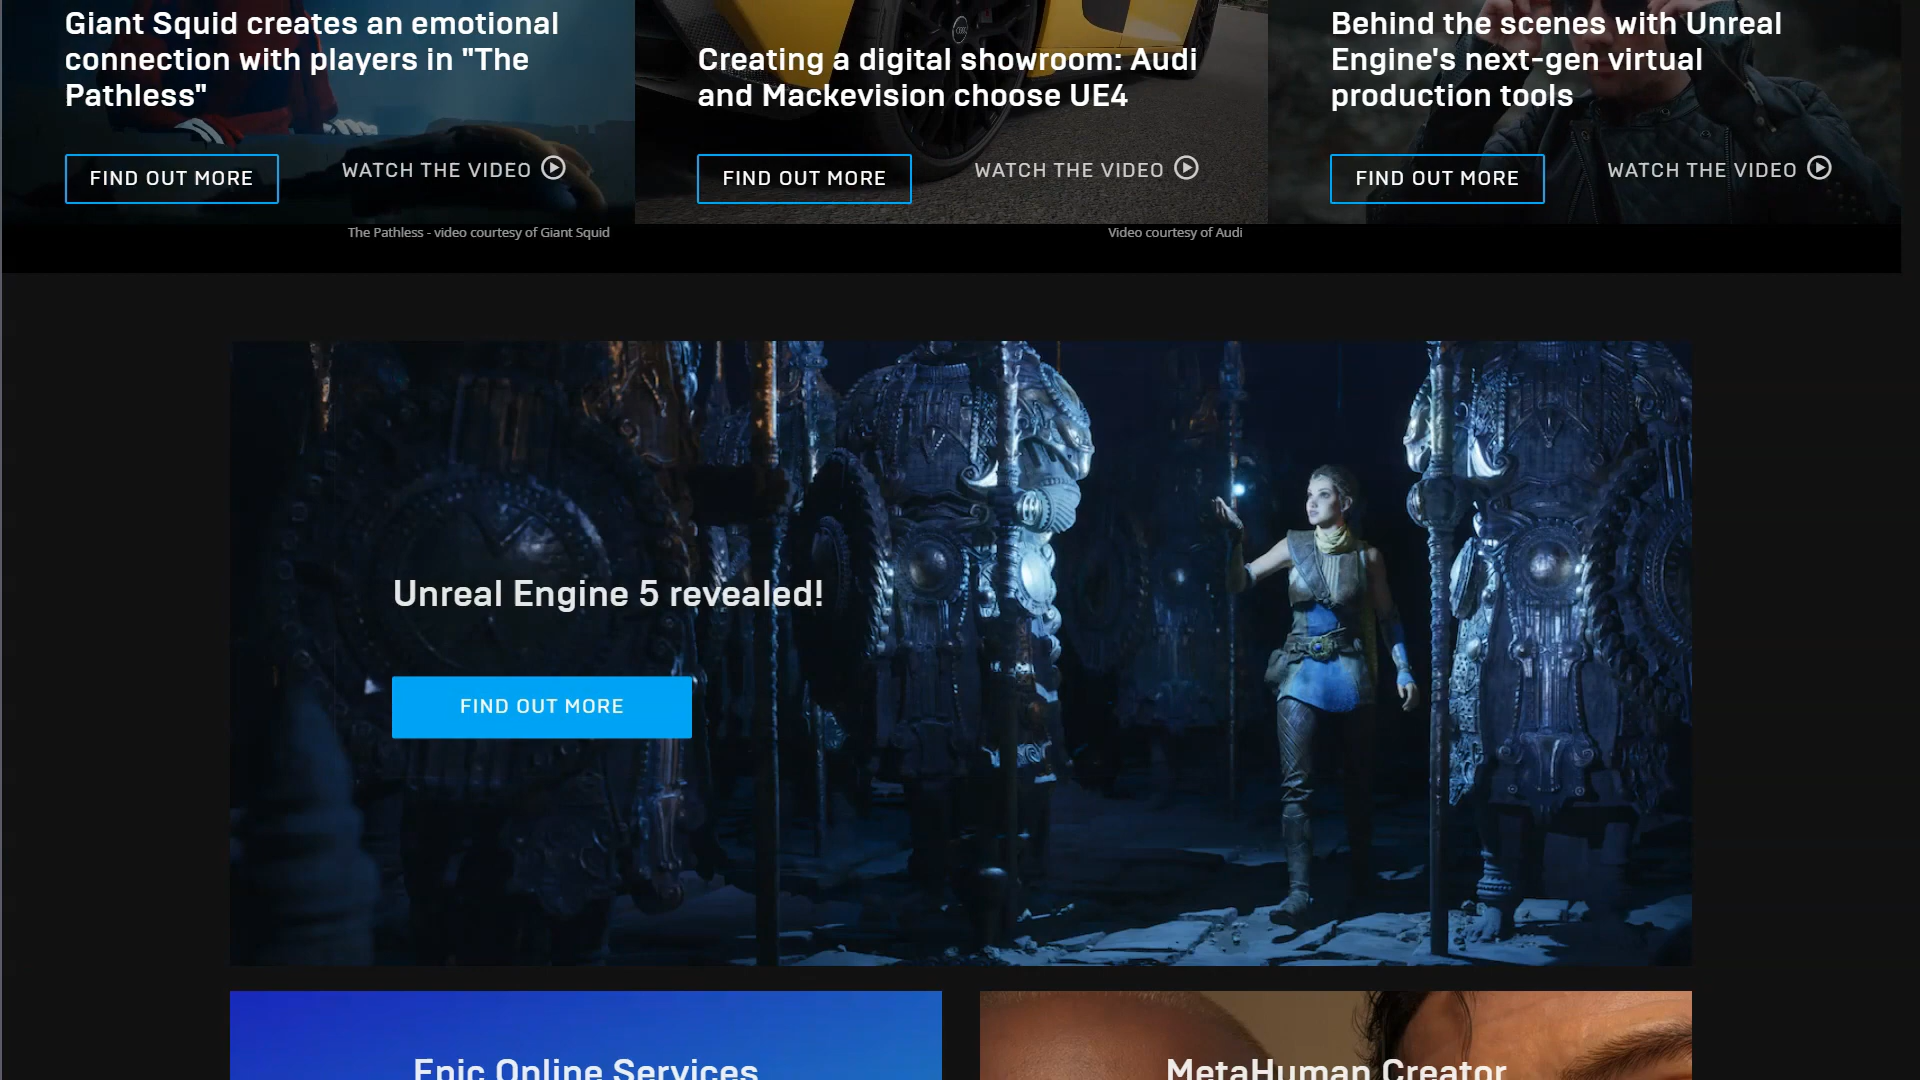 Giant Squid creates an emotional
connection with players in "The
Pathless"
FIND OUT MORE
WATCH THE VIDEO
The Pathless - video courtesy of Giant Squid
Creating a digital showroom: Audi
and Mackevision choose UE4
FIND OUT MORE
WATCH THE VIDEO
Video courtesy of Audi
Behind the scenes with Unreal
Engine's next-gen virtual
production tools
FIND OUT MORE
WATCH THE VIDEO
Unreal Engine 5 revealed!
FIND OUT MORE
Epic Online Services
MetaHuman Creator